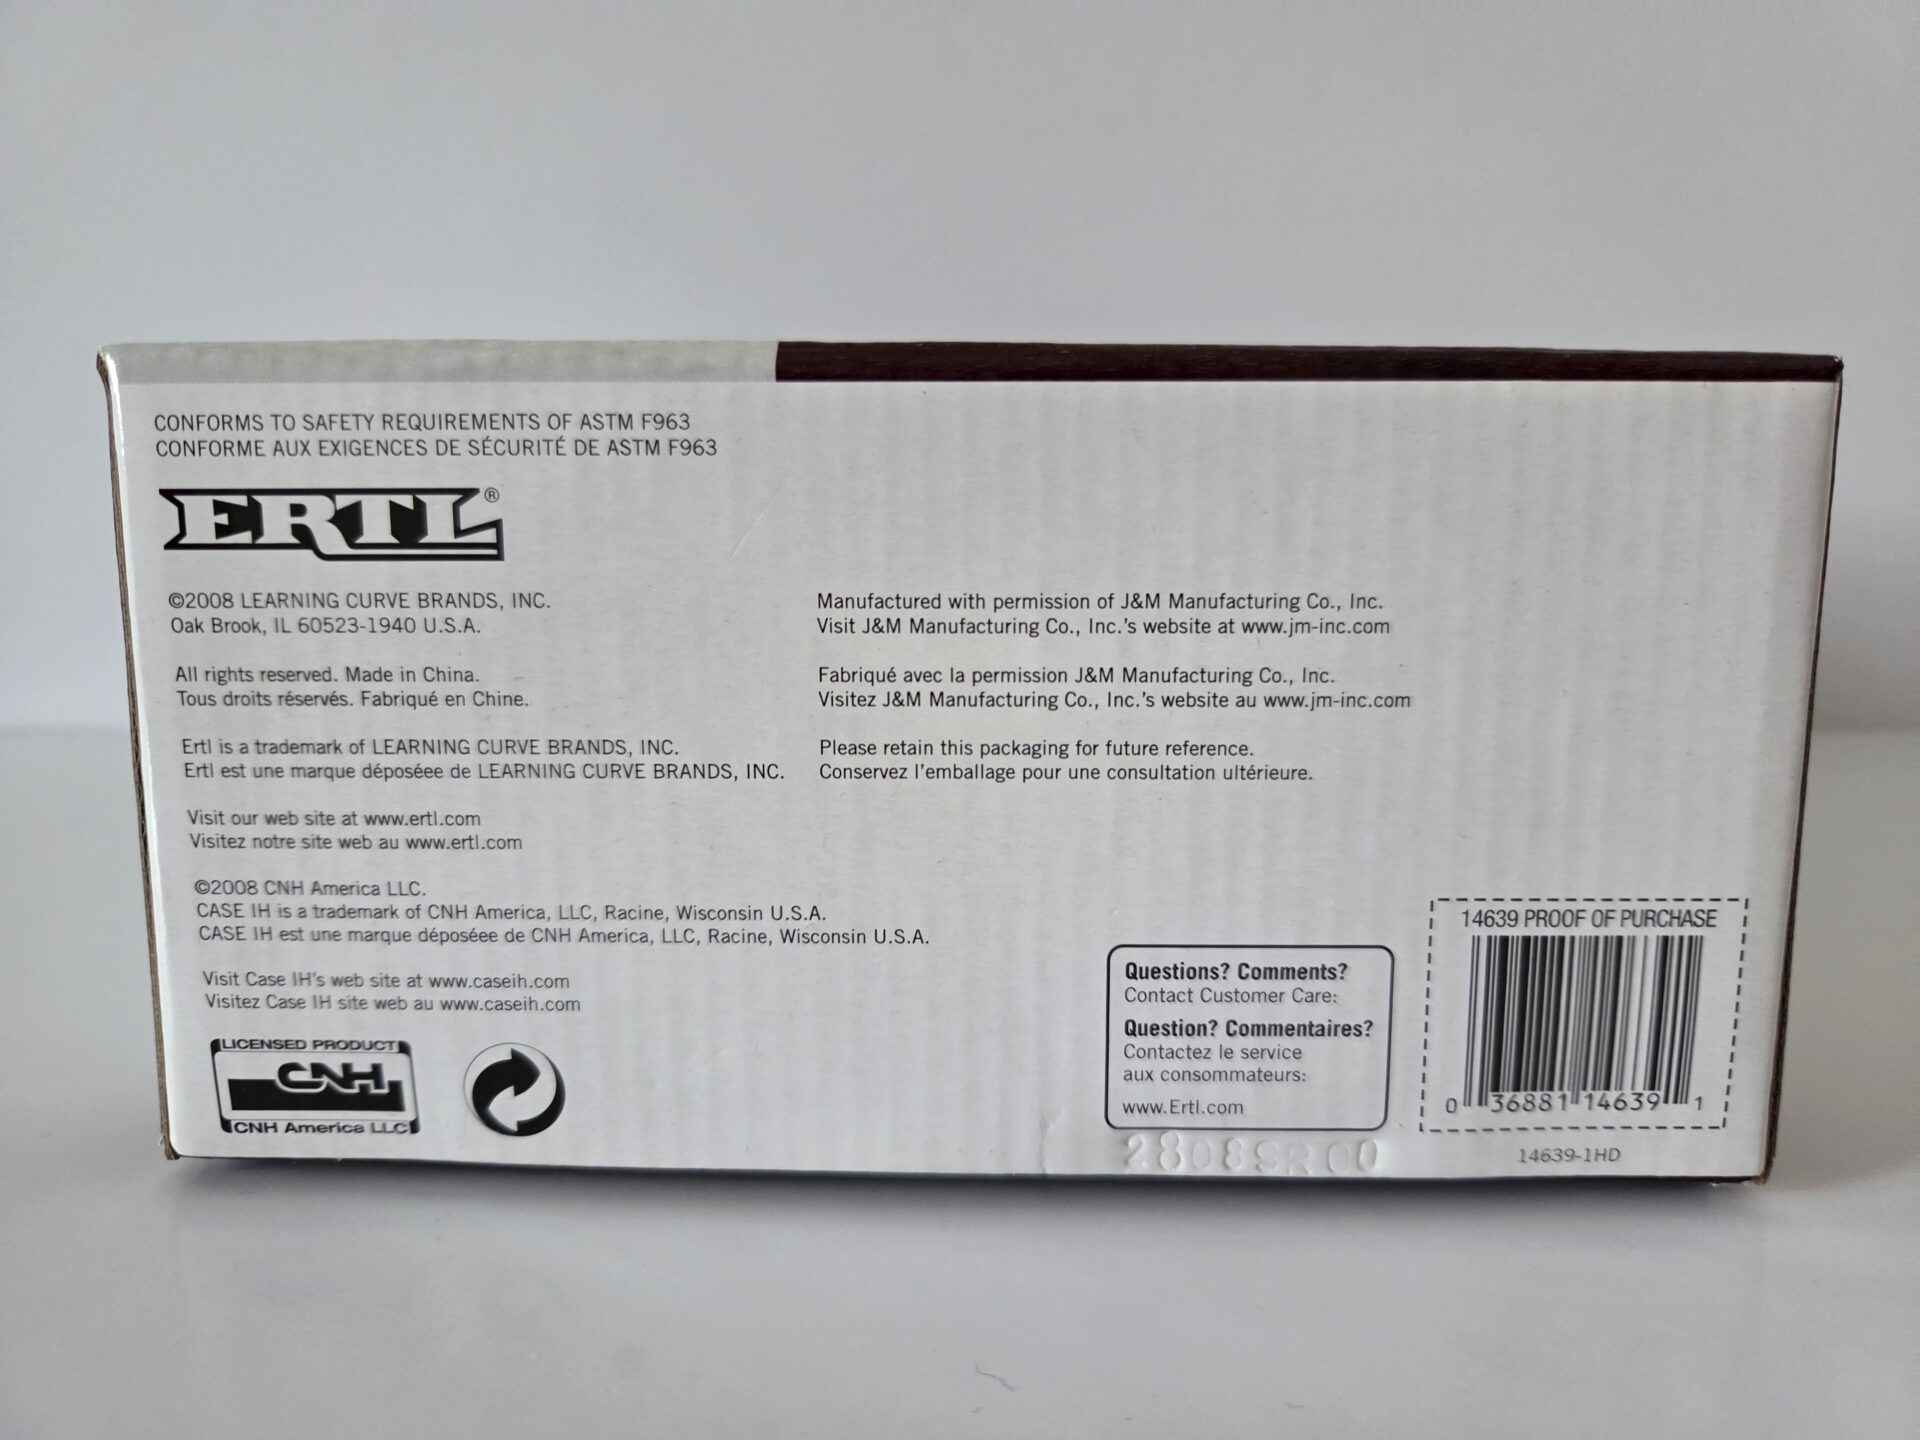 CONFORMS TO SAFETY REQUIREMENTS OF ASTM F963
CONFORME AUX EXIGENCES DE SÉCURITÉ DE ASTM F963
ERTL®
©2008 LEARNING CURVE BRANDS, INC.
Oak Brook, IL 60523-1940 U.S.A.
All rights reserved. Made in China.
Tous droits réservés. Fabriqué en Chine.
Ertl is a trademark of LEARNING CURVE BRANDS, INC.
Ertl est une marque déposéee de LEARNING CURVE BRANDS, INC.
Visit our web site at www.ertl.com
Visitez notre site web au www.ertl.com
©2008 CNH America LLC.
CASE IH is a trademark of CNH America, LLC, Racine, Wisconsin U.S.A.
CASE IH est une marque déposéee de CNH America, LLC, Racine, Wisconsin U.S.A.
Visit Case IH's web site at www.caseih.com
Visitez Case IH site web au www.caseih.com
LICENSED PRODUCT
CNH
CNH America LLC
Manufactured with permission of J&M Manufacturing Co., Inc.
Visit J&M Manufacturing Co., Inc.'s website at www.jm-inc.com
Fabriqué avec la permission J&M Manufacturing Co., Inc.
Visitez J&M Manufacturing Co., Inc.'s website au www.jm-inc.com
Please retain this packaging for future reference.
Conservez l'emballage pour une consultation ultérieure.
Questions? Comments?
Contact Customer Care:
Question? Commentaires?
Contactez le service
aux consommateurs:
www.Ertl.com
14639 PROOF OF PURCHASE
0 36881 14639 1
14639-1HD